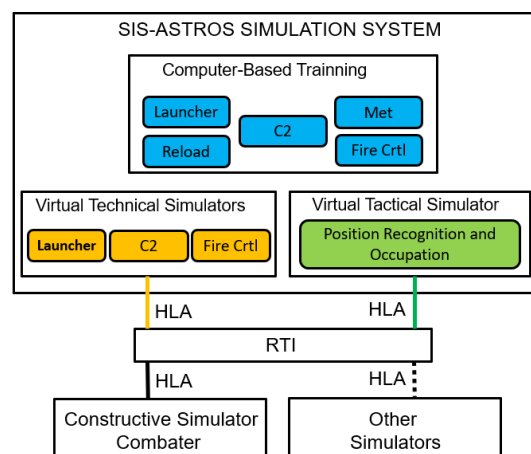 SIS-ASTROS SIMULATION SYSTEM
Computer-Based Trainning
Launcher
Met
C2
Reload
Fire Crtl
Virtual Technical Simulators
Virtual Tactical Simulator
Launcher
C2
Fire Crtl
Position Recognition and
Occupation
HLA
HLA
RTI
HLA
HLA
Constructive Simulator
Combater
Other
Simulators